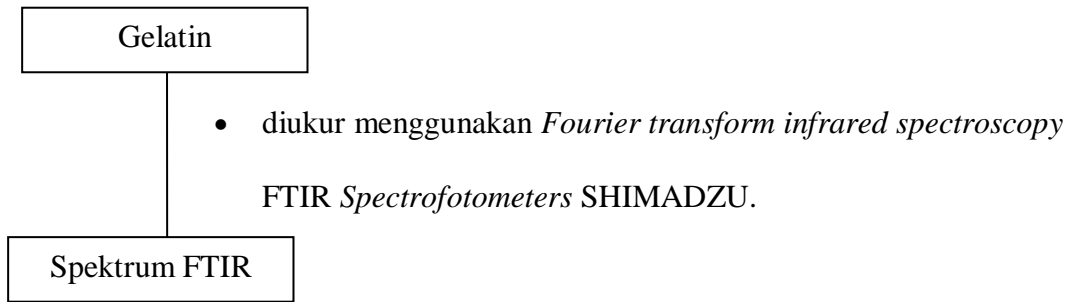 Gelatin
• diukur menggunakan Fourier transform infrared spectroscopy
FTIR Spectrofotometers SHIMADZU.
Spektrum FTIR